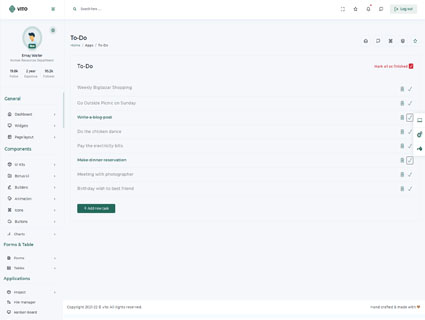 VITO
Search here...
Log out
Emay Walter
Human Resources Department
19.8k
2 year
95.2k
Follow
Experience
Follower
General
Dashboard
Widgets
Page layout
Components
Ui Kits
Bonus Ui
Builders
Animation
Icons
Buttons
Charts
Forms & Table
Forms
Tables
Applications
Project
File manager
Kanban Board
To-Do
Home / Apps / To-Do
To-Do
Mark all as finished
Weekly Bigbazar Shopping
Go Outside Picnic on Sunday
Write a blog post
Do the chicken dance
Pay the electricity bills
Make dinner reservation
Meeting with photographer
Birthday wish to best friend
+ Add new task
Copyright 2021-22 © Vito All rights reserved.
Hand crafted & made with